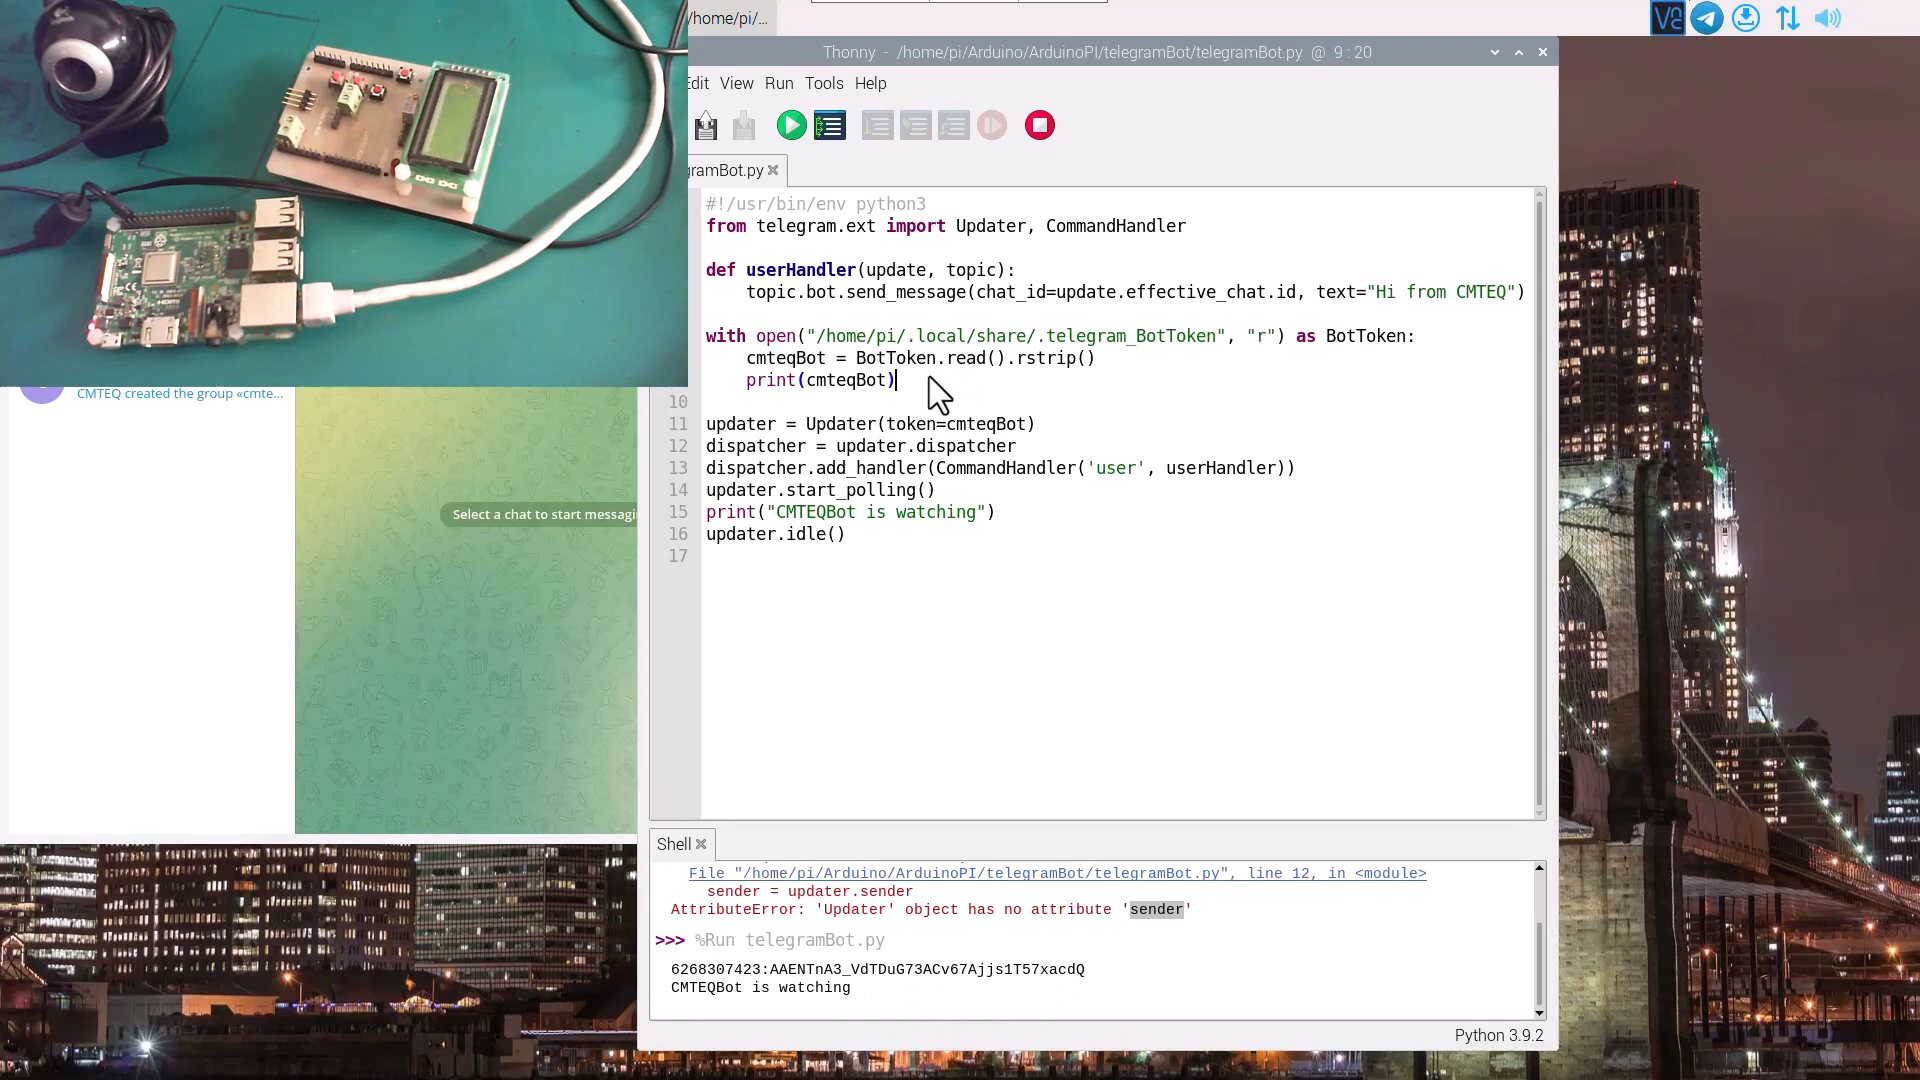 /home/pi/...
Thonny - /home/pi/Arduino/ArduinoPI/telegramBot/telegramBot.py @ 9 : 20
Edit View Run Tools Help
gramBot.py
#!/usr/bin/env python3
from telegram.ext import Updater, CommandHandler
def userHandler(update, topic):
topic.bot.send_message(chat_id=update.effective_chat.id, text="Hi from CMTEQ")
with open("/home/pi/.local/share/.telegram_BotToken", "r") as BotToken:
cmteqBot = BotToken.read().rstrip()
print(cmteqBot)
10
11 updater = Updater(token=cmteqBot)
12 dispatcher = updater.dispatcher
13 dispatcher.add_handler(CommandHandler('user', userHandler))
14 updater.start_polling()
15 print("CMTEQBot is watching")
16 updater.idle()
17
CMTEQ created the group «cmte...
Select a chat to start messagi
Shell
File "/home/pi/Arduino/ArduinoPI/telegramBot/telegramBot.py", line 12, in <module>
sender = updater.sender
AttributeError: 'Updater' object has no attribute 'sender'
>>> %Run telegramBot.py
6268307423:AAENTnA3_VdTDuG73ACv67Ajjs1T57xacdQ
CMTEQBot is watching
Python 3.9.2